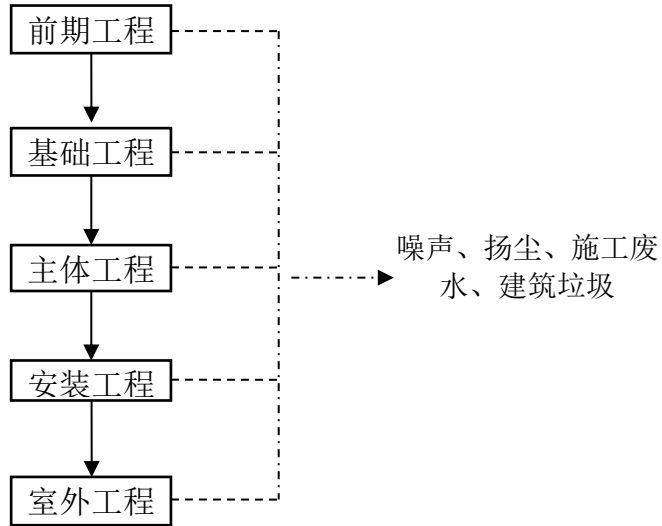 前期工程
基础工程
主体工程
安装工程
室外工程
噪声、扬尘、施工废
水、建筑垃圾